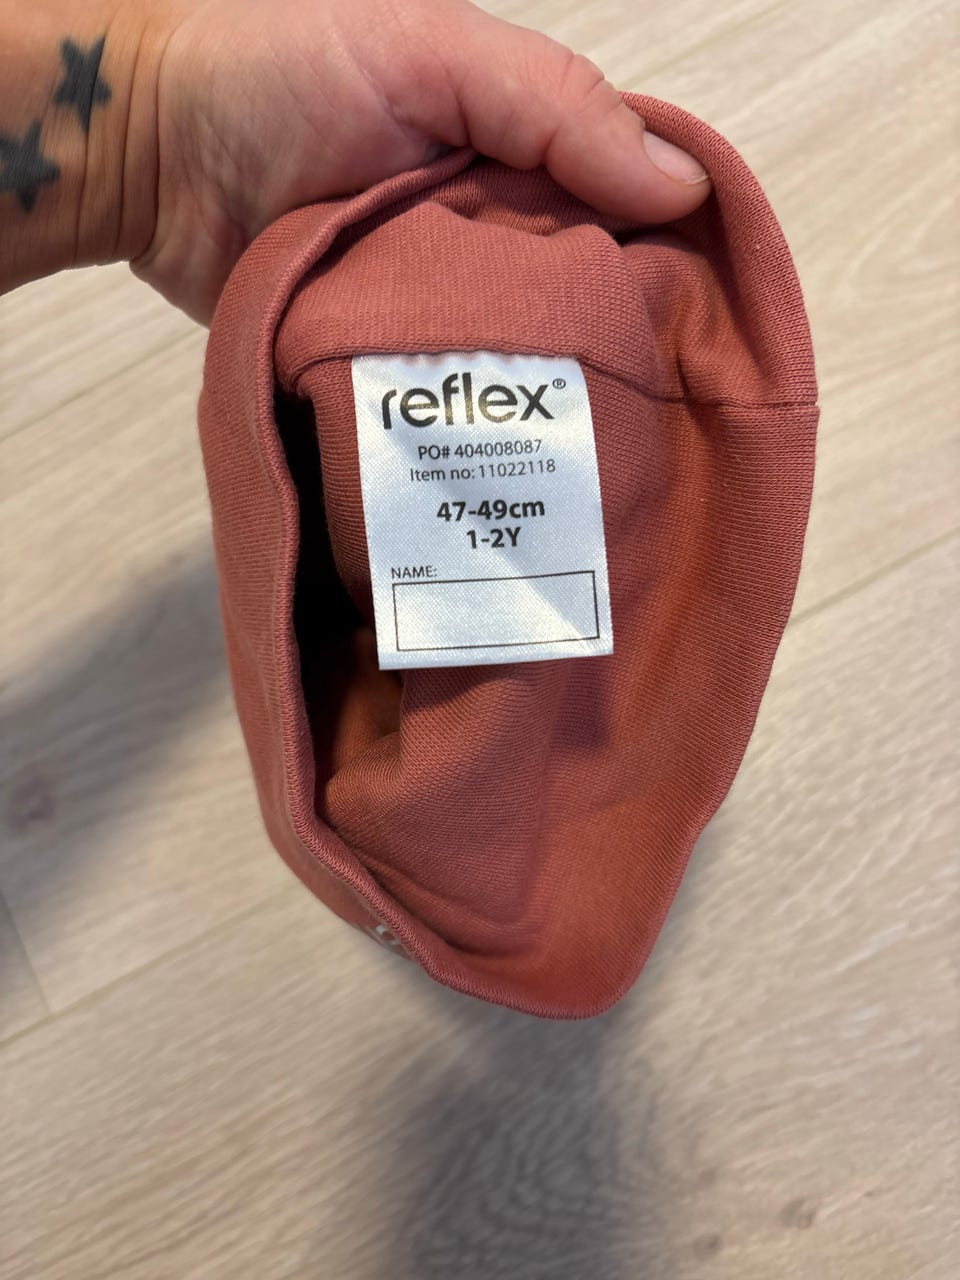 reflex®
PO# 404008087
Item no: 11022118
47-49cm
1-2Y
NAME: